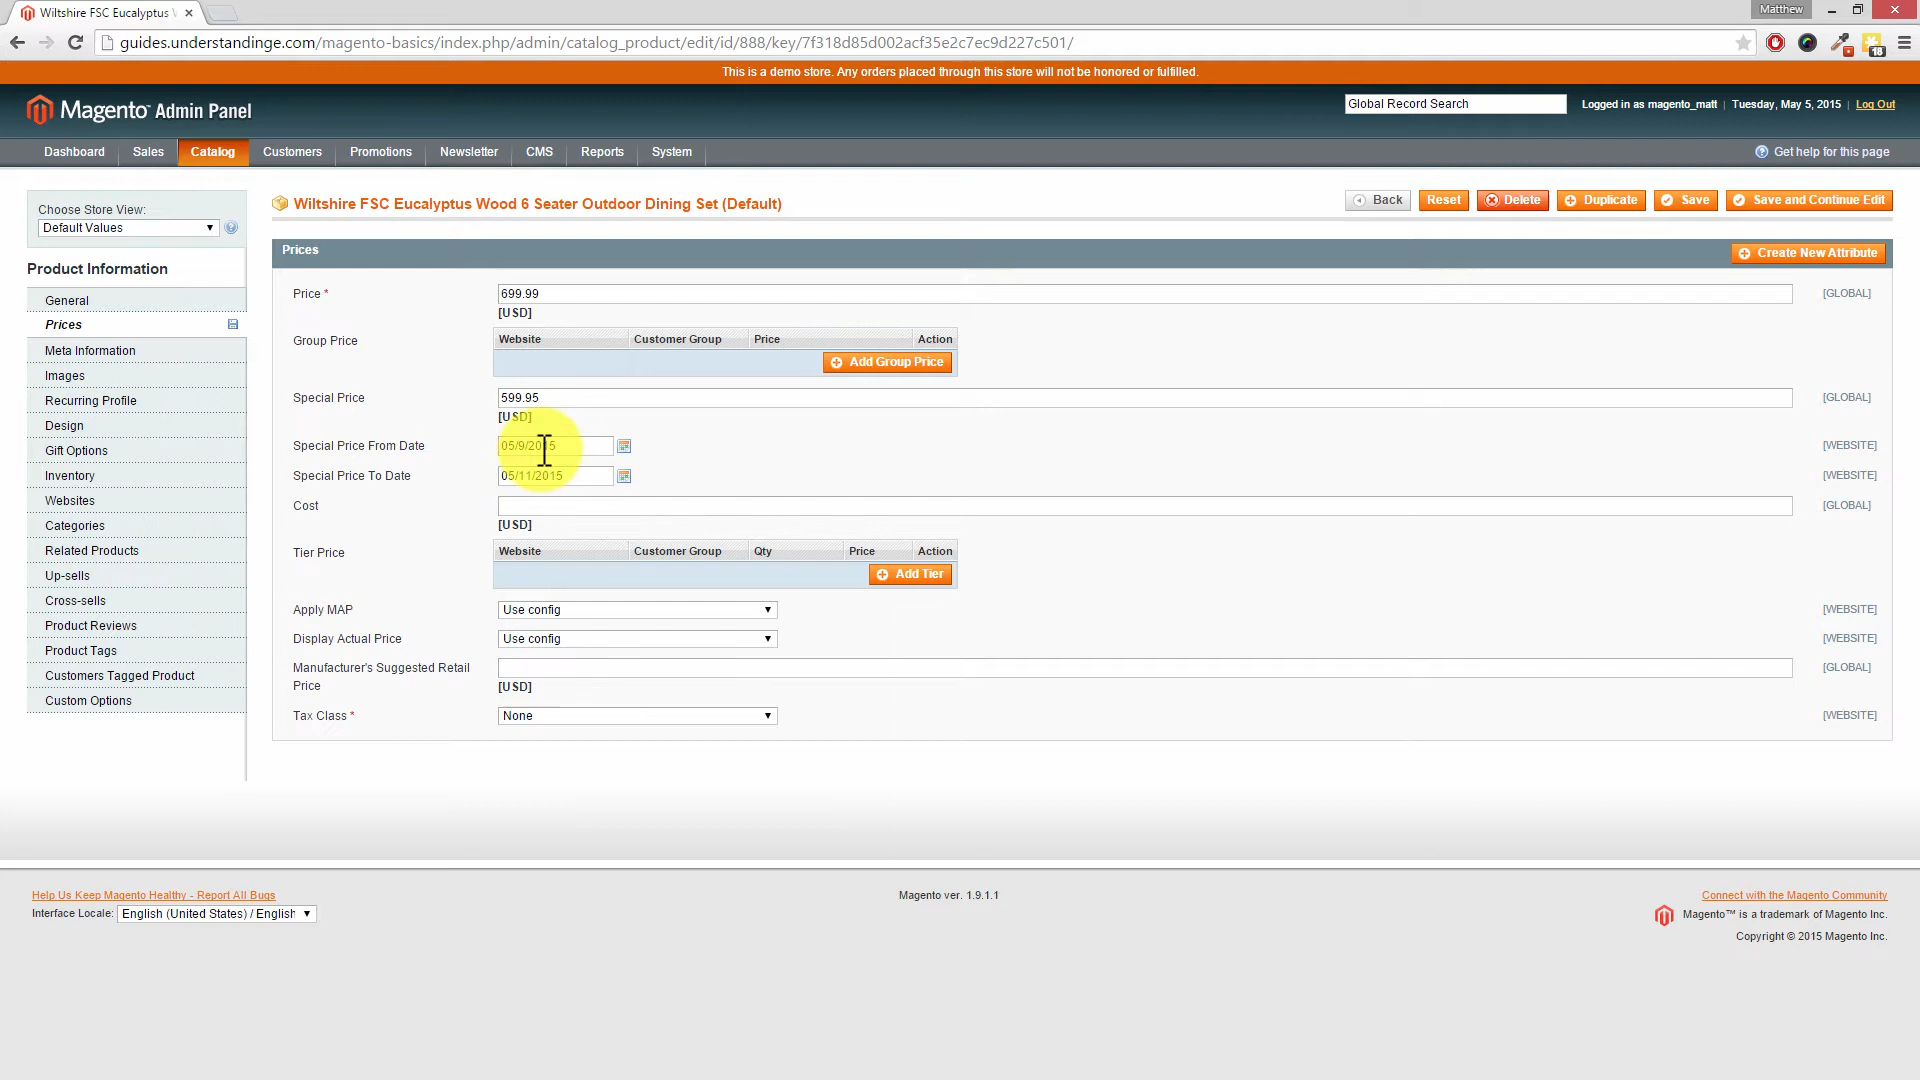 Wiltshire FSC Eucalyptus W
Matthew
guides.understandinge.com/magento-basics/index.php/admin/catalog_product/edit/id/888/key/7f318d85d002acf35e2c7ec9d227c501/
18
This is a demo store. Any orders placed through this store will not be honored or fulfilled.
Magento™ Admin Panel
Global Record Search
Logged in as magento_matt | Tuesday, May 5, 2015 | Log Out
Dashboard Sales Catalog Customers Promotions Newsletter CMS Reports System
Get help for this page
Choose Store View:
Default Values
Product Information
General
Prices
Meta Information
Images
Recurring Profile
Design
Gift Options
Inventory
Websites
Categories
Related Products
Up-sells
Cross-sells
Product Reviews
Product Tags
Customers Tagged Product
Custom Options
Wiltshire FSC Eucalyptus Wood 6 Seater Outdoor Dining Set (Default)
Back Reset Delete Duplicate Save Save and Continue Edit
Prices
Create New Attribute
Price * 699.99 [GLOBAL]
[USD]
Group Price
Website Customer Group Price Action
Add Group Price
Special Price 599.95 [GLOBAL]
[USD]
Special Price From Date 05/9/2015 [WEBSITE]
Special Price To Date 05/11/2015 [WEBSITE]
Cost [GLOBAL]
[USD]
Tier Price
Website Customer Group Qty Price Action
Add Tier
Apply MAP Use config [WEBSITE]
Display Actual Price Use config [WEBSITE]
Manufacturer's Suggested Retail [GLOBAL]
Price
[USD]
Tax Class * None [WEBSITE]
Help Us Keep Magento Healthy - Report All Bugs
Interface Locale: English (United States) / English
Magento ver. 1.9.1.1
Connect with the Magento Community
Magento™ is a trademark of Magento Inc.
Copyright © 2015 Magento Inc.